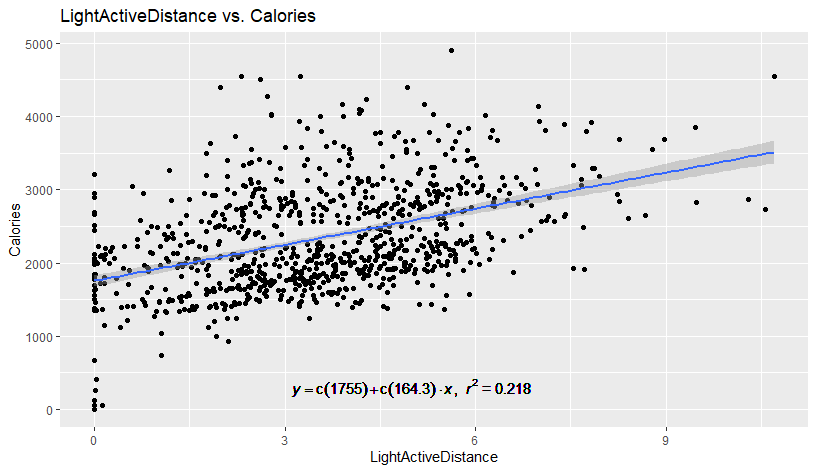 LightActiveDistance vs. Calories
5000
4000
3000
2000
1000
0
Calories
y = c(1755) + c(164.3) · x, r² = 0.218
0 3 6 9
LightActiveDistance